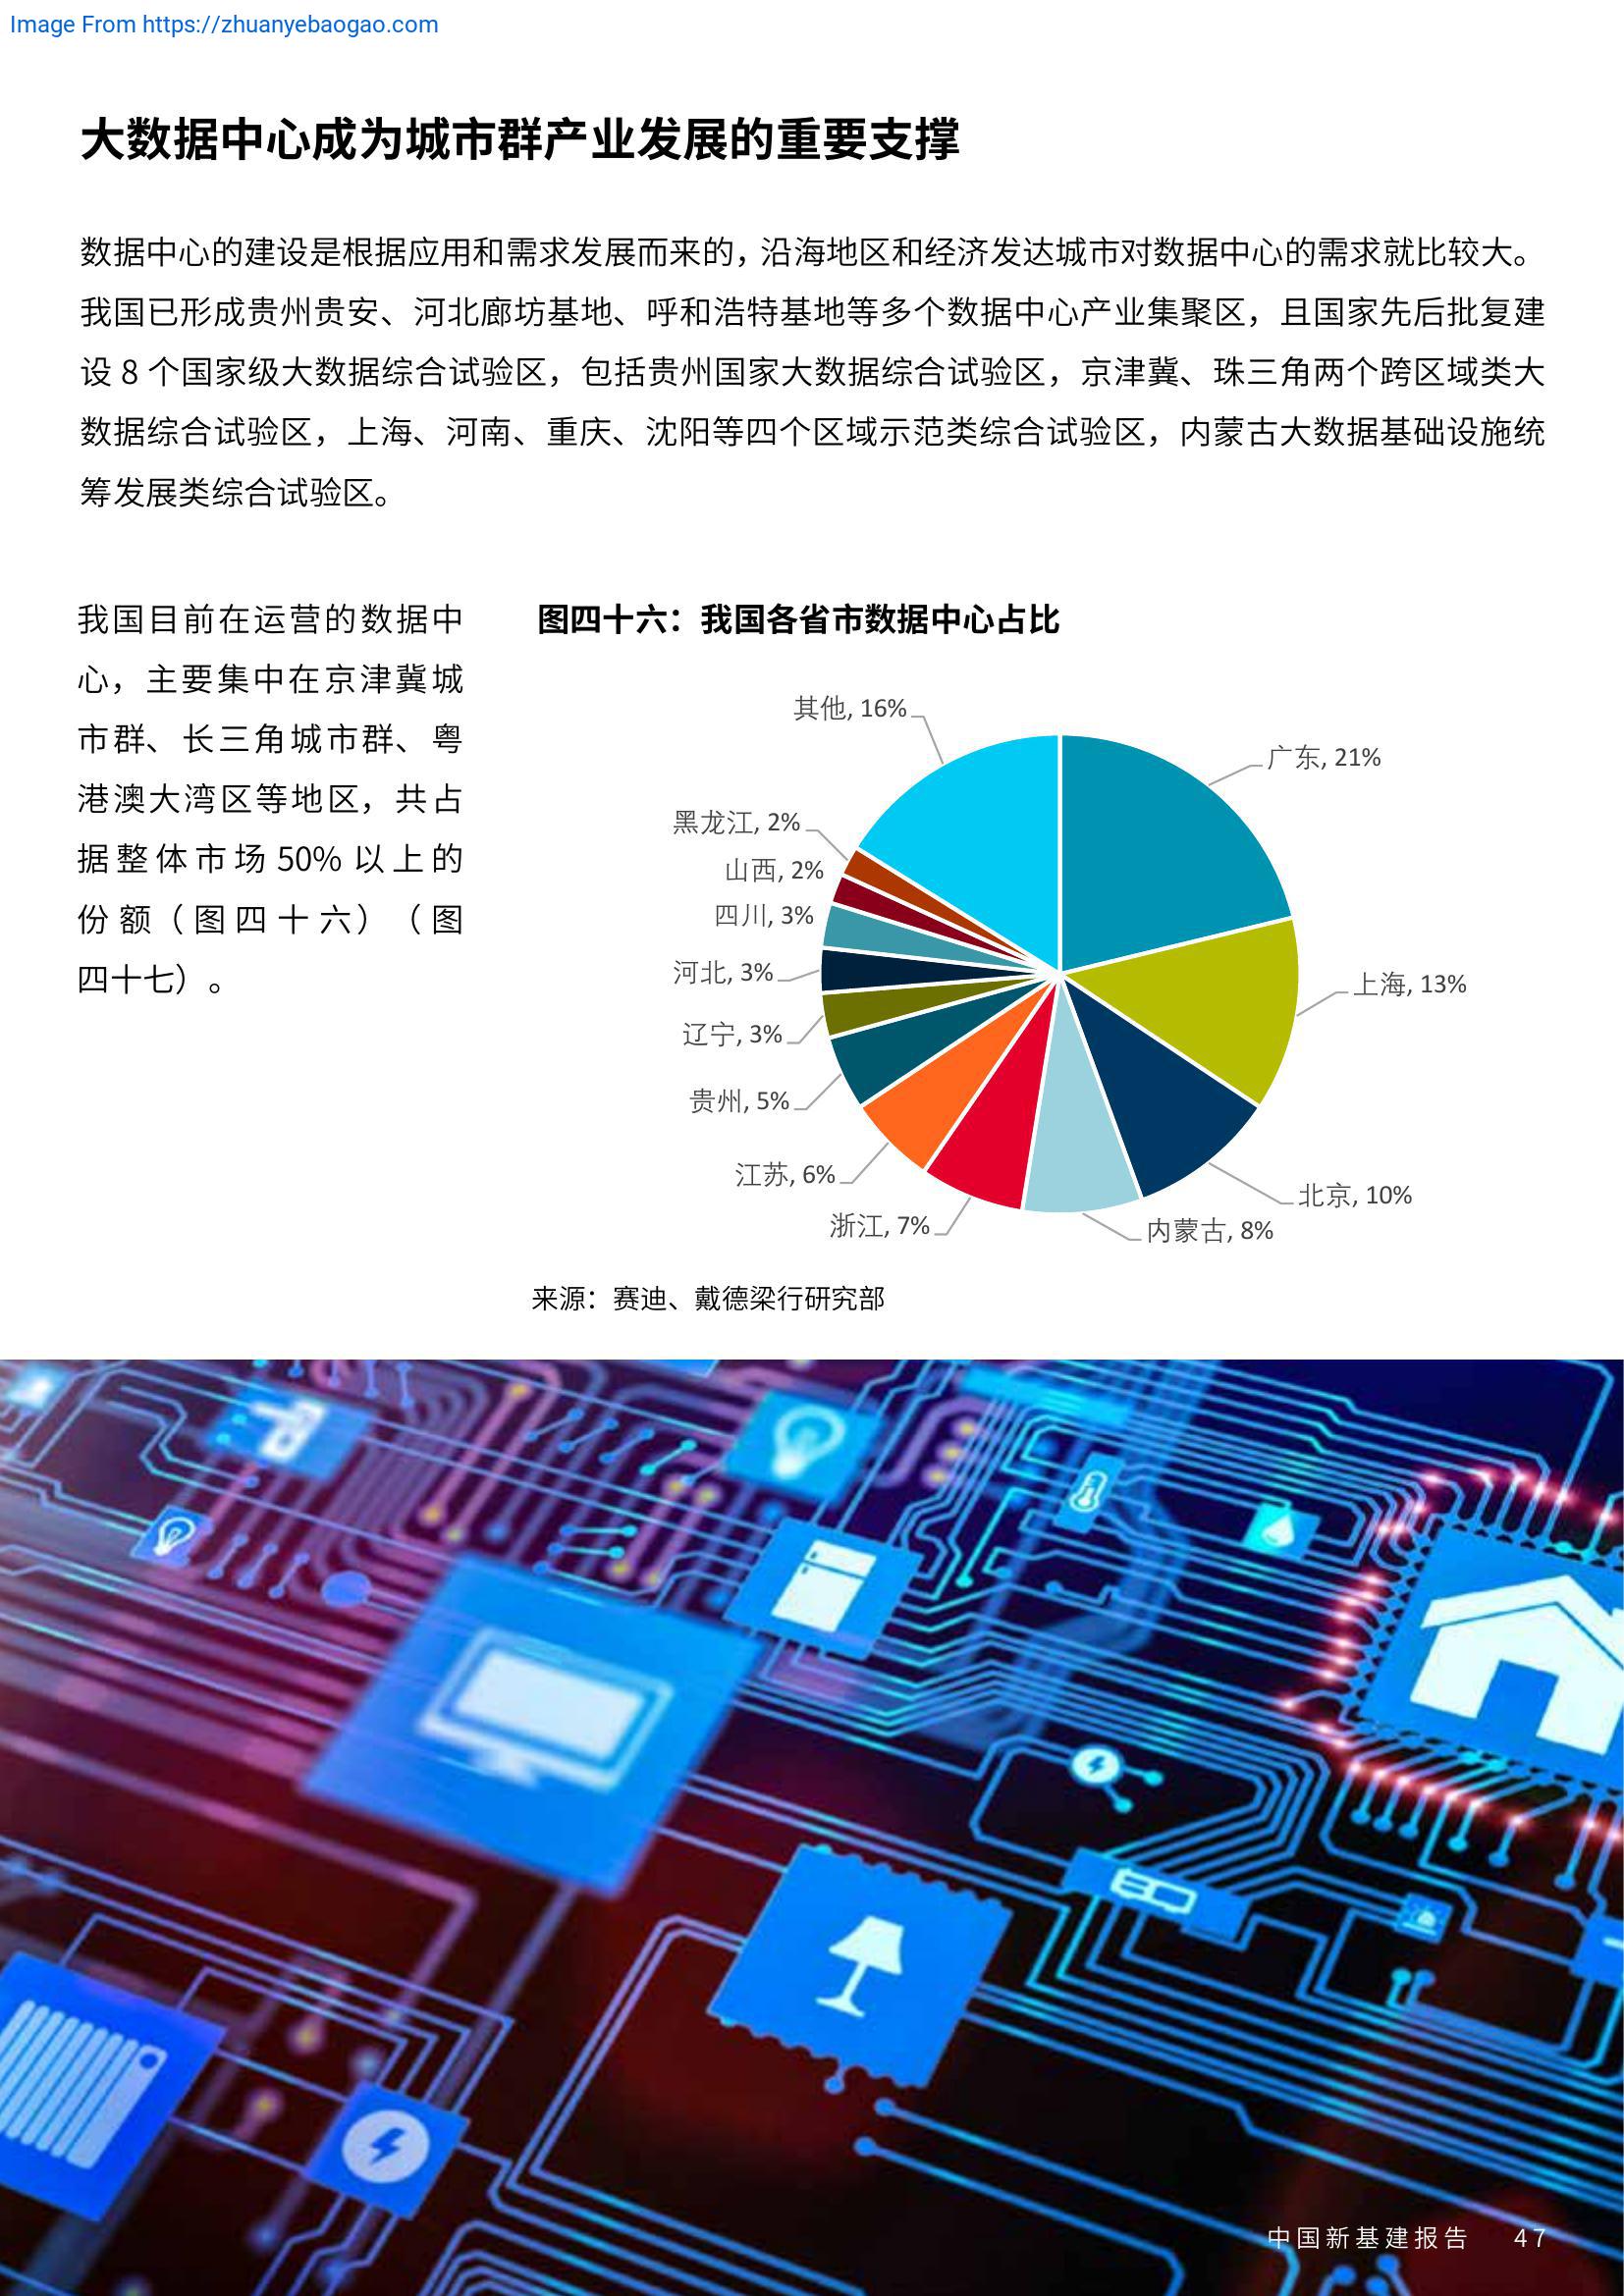 Image From https://zhuanyebaogao.com
大数据中心成为城市群产业发展的重要支撑
数据中心的建设是根据应用和需求发展而来的，沿海地区和经济发达城市对数据中心的需求就比较大。
我国已形成贵州贵安、河北廊坊基地、呼和浩特基地等多个数据中心产业集聚区，且国家先后批复建
设 8 个国家级大数据综合试验区，包括贵州国家大数据综合试验区，京津冀、珠三角两个跨区域类大
数据综合试验区，上海、河南、重庆、沈阳等四个区域示范类综合试验区，内蒙古大数据基础设施统
筹发展类综合试验区。
我国目前在运营的数据中
心，主要集中在京津冀城
市群、长三角城市群、粤
港澳大湾区等地区，共占
据整体市场 50% 以上的
份额（图四十六）（图
四十七）。
图四十六：我国各省市数据中心占比
其他, 16%
广东, 21%
黑龙江, 2%
山西, 2%
四川, 3%
河北, 3%
上海, 13%
辽宁, 3%
贵州, 5%
江苏, 6%
北京, 10%
浙江, 7%
内蒙古, 8%
来源：赛迪、戴德梁行研究部
中国新基建报告 47